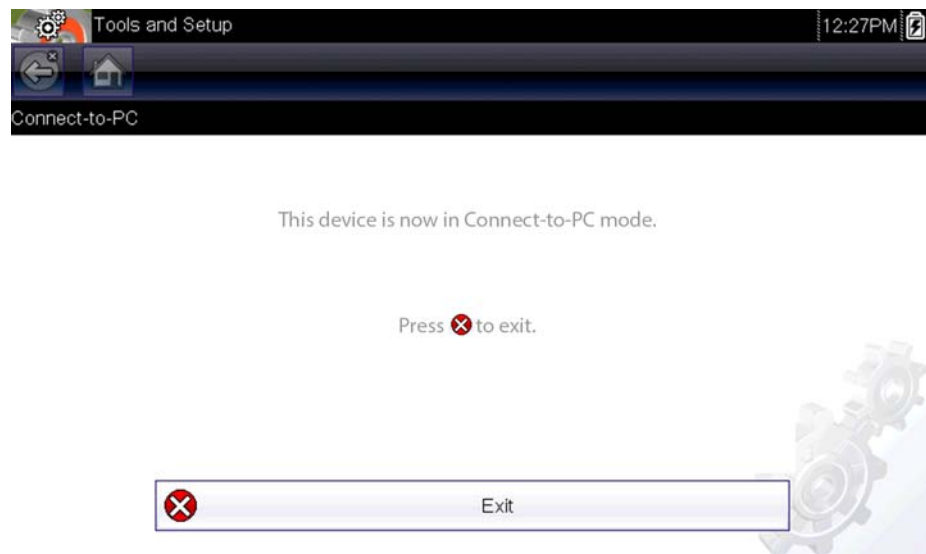 Tools and Setup 12:27PM
Connect-to-PC
This device is now in Connect-to-PC mode.
Press to exit.
Exit